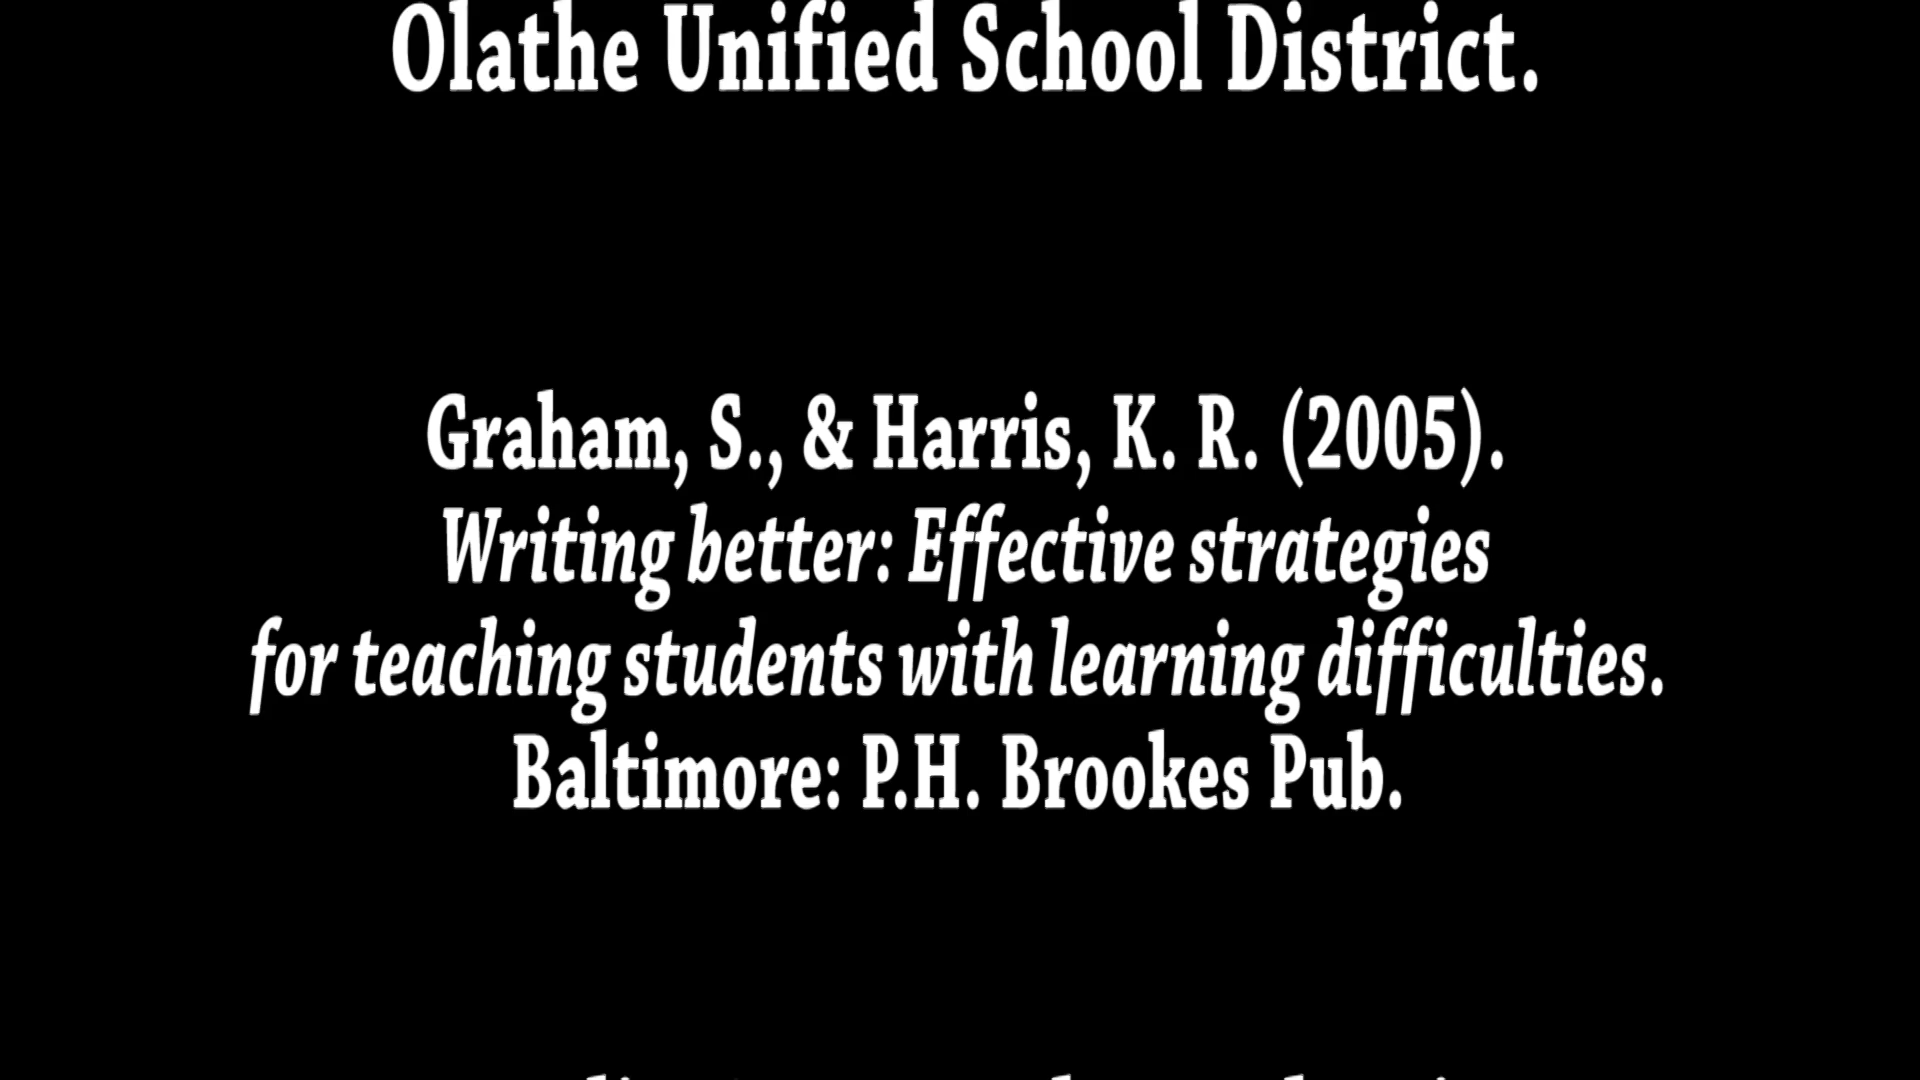 Olathe Unified School District.
Graham, S., & Harris, K. R. (2005).
Writing better: Effective strategies
for teaching students with learning difficulties.
Baltimore: P.H. Brookes Pub.